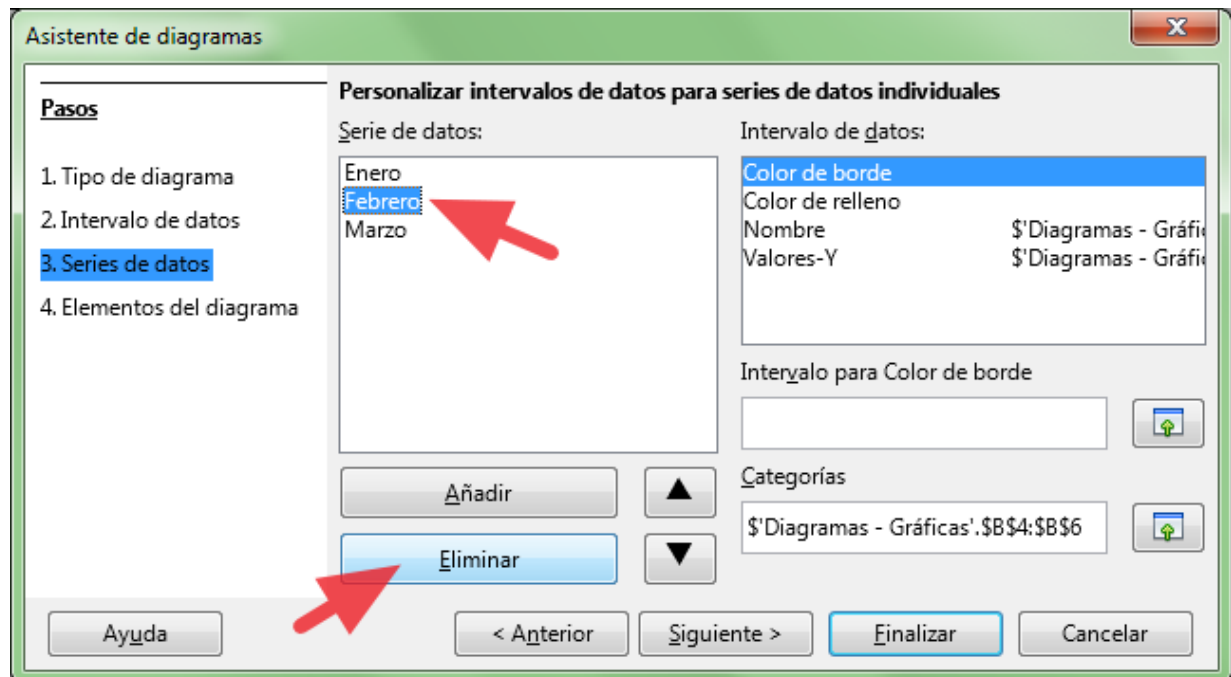 Asistente de diagramas
Pasos
1. Tipo de diagrama
2. Intervalo de datos
3. Series de datos
4. Elementos del diagrama
Personalizar intervalos de datos para series de datos individuales
Serie de datos:
Enero
Febrero
Marzo
Añadir
Eliminar
Intervalo de datos:
Color de borde
Color de relleno
Nombre $'Diagramas - Gráfi
Valores-Y $'Diagramas - Gráfi
Intervalo para Color de borde
Categorías
$'Diagramas - Gráficas'.$B$4:$B$6
Ayuda
< Anterior
Siguiente >
Finalizar
Cancelar